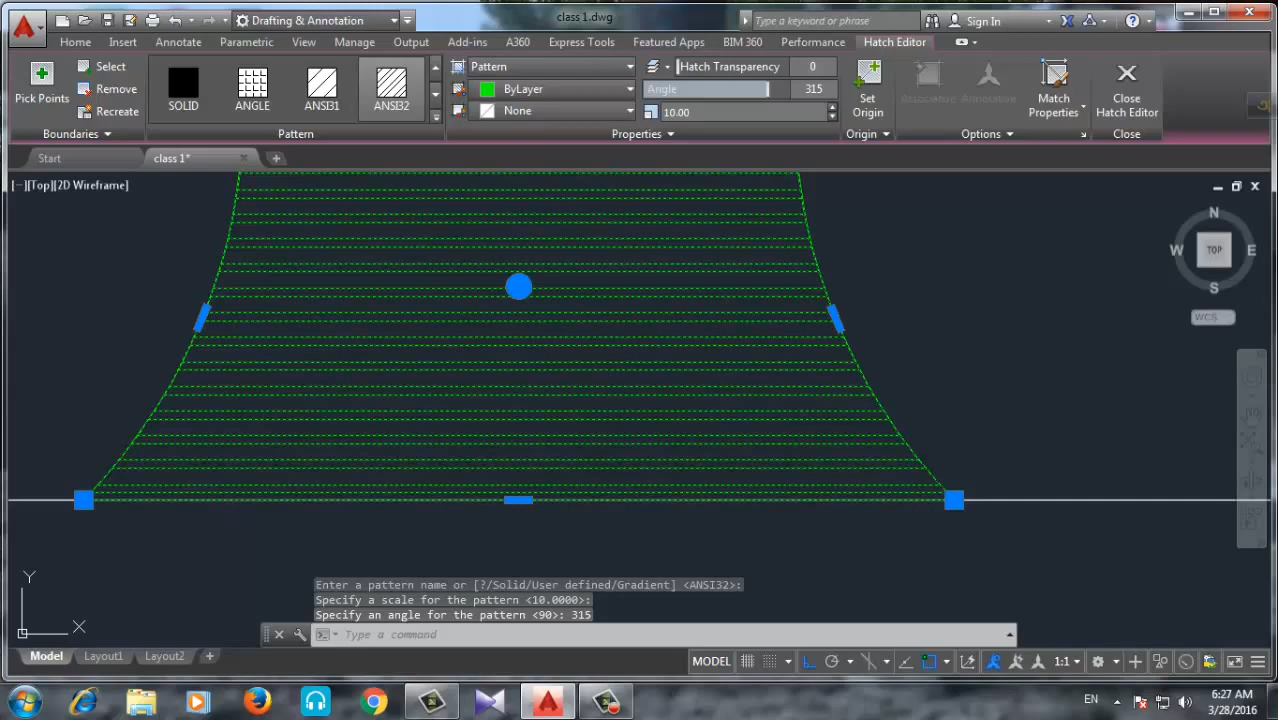 Drafting & Annotation
class 1.dwg
Type a keyword or phrase
Sign In
Home
Insert
Annotate
Parametric
View
Manage
Output
Add-ins
A360
Express Tools
Featured Apps
BIM 360
Performance
Hatch Editor
Pick Points
Select
Remove
Recreate
SOLID
ANGLE
ANSI1
ANSI32
Pattern
ByLayer
None
Hatch Transparency
0
Angle
315
10.00
Set
Origin
Associative
Annotative
Match
Properties
Close
Hatch Editor
Boundaries
Pattern
Properties
Origin
Options
Close
Start
class 1*
[−][Top][2D Wireframe]
N
W
TOP
E
S
WCS
Y
X
Enter a pattern name or [?/Solid/User defined/Gradient] <ANSI32>:
Specify a scale for the pattern <10.0000>:
Specify an angle for the pattern <90>: 315
Type a command
Model
Layout1
Layout2
MODEL
1:1
EN
6:27 AM
3/28/2016